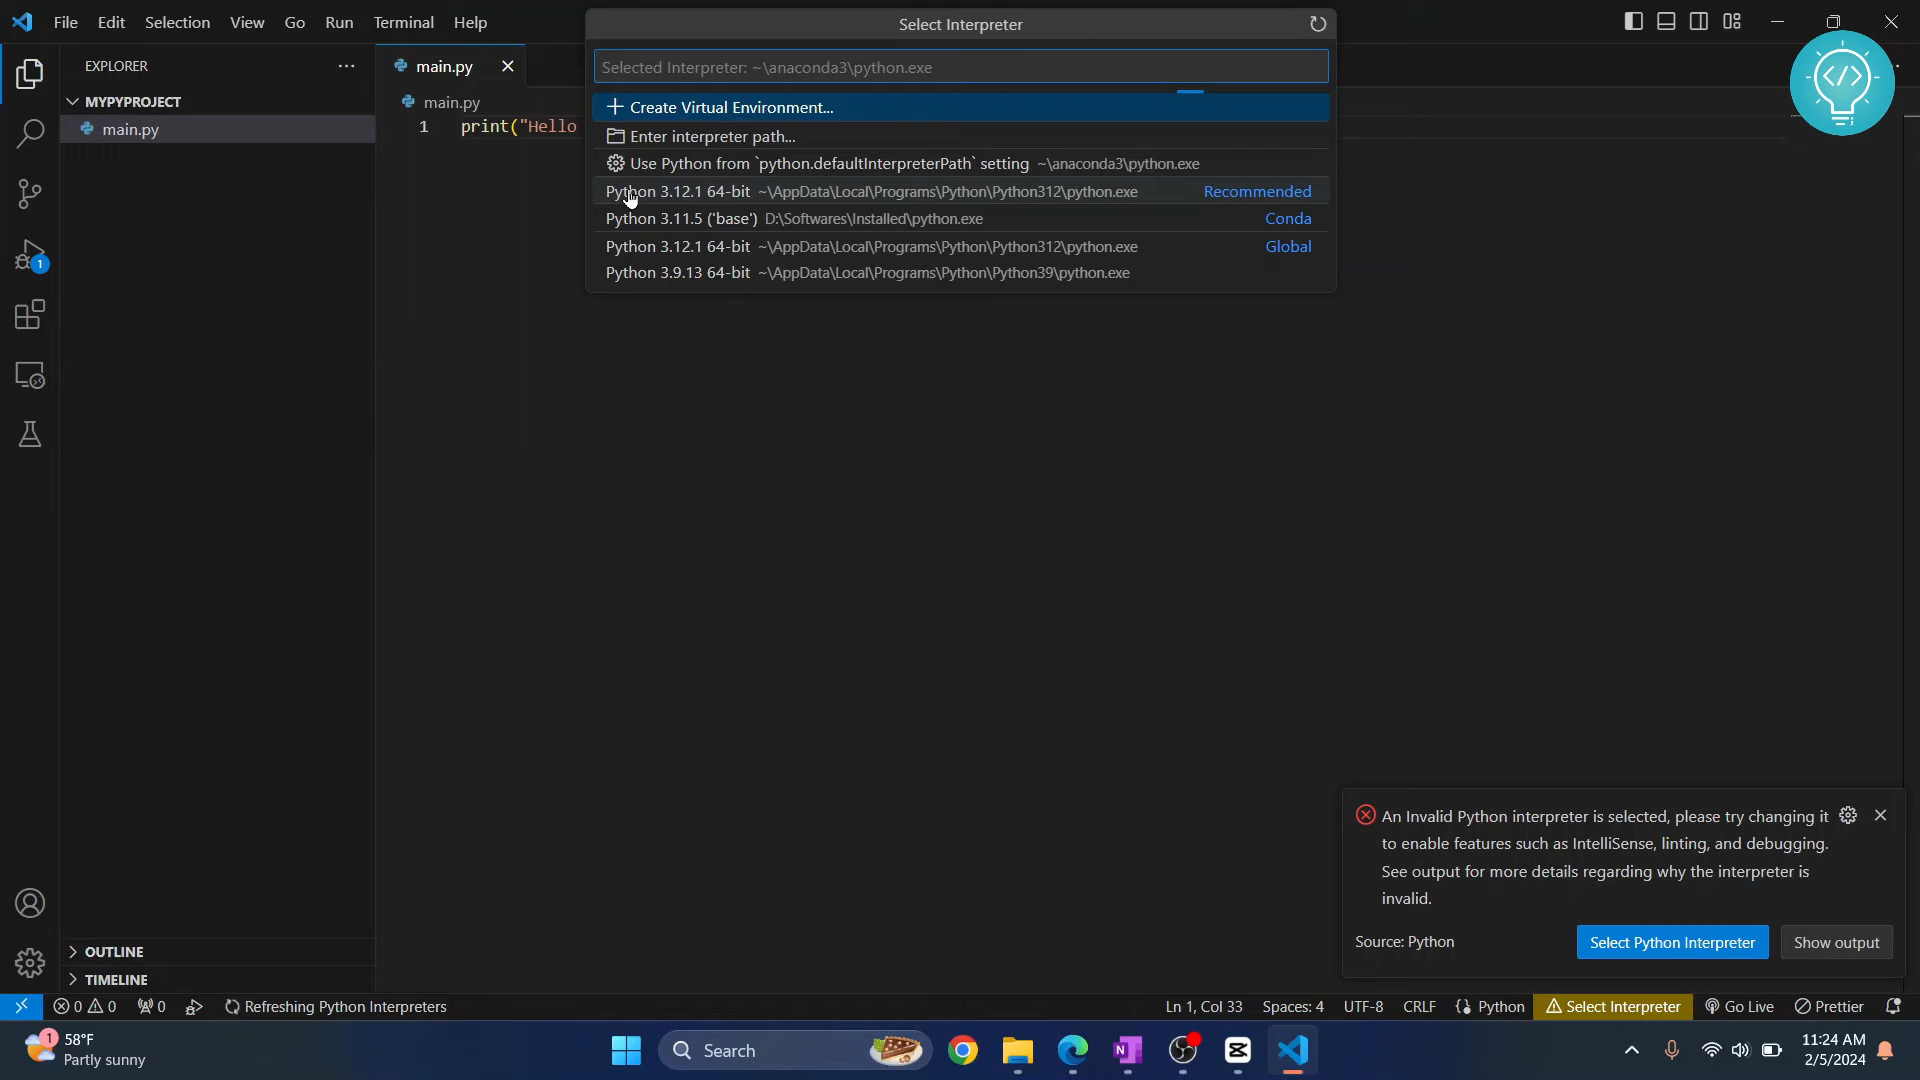 File Edit Selection View Go Run Terminal Help
Select Interpreter
Selected Interpreter: ~\anaconda3\python.exe
Create Virtual Environment...
Enter interpreter path...
Use Python from `python.defaultInterpreterPath` setting ~\anaconda3\python.exe
Python 3.12.1 64-bit ~\AppData\Local\Programs\Python\Python312\python.exe Recommended
Python 3.11.5 ('base') D:\Softwares\Installed\python.exe Conda
Python 3.12.1 64-bit ~\AppData\Local\Programs\Python\Python312\python.exe Global
Python 3.9.13 64-bit ~\AppData\Local\Programs\Python\Python39\python.exe
EXPLORER
MYPYPROJECT
main.py
main.py
main.py
1 print("Hello
1
OUTLINE
TIMELINE
An Invalid Python interpreter is selected, please try changing it
to enable features such as IntelliSense, linting, and debugging.
See output for more details regarding why the interpreter is
invalid.
Source: Python
Select Python Interpreter
Show output
0 0 0 Refreshing Python Interpreters
Ln 1, Col 33 Spaces: 4 UTF-8 CRLF Python Select Interpreter Go Live Prettier
1
58°F
Partly sunny
Search
11:24 AM
2/5/2024